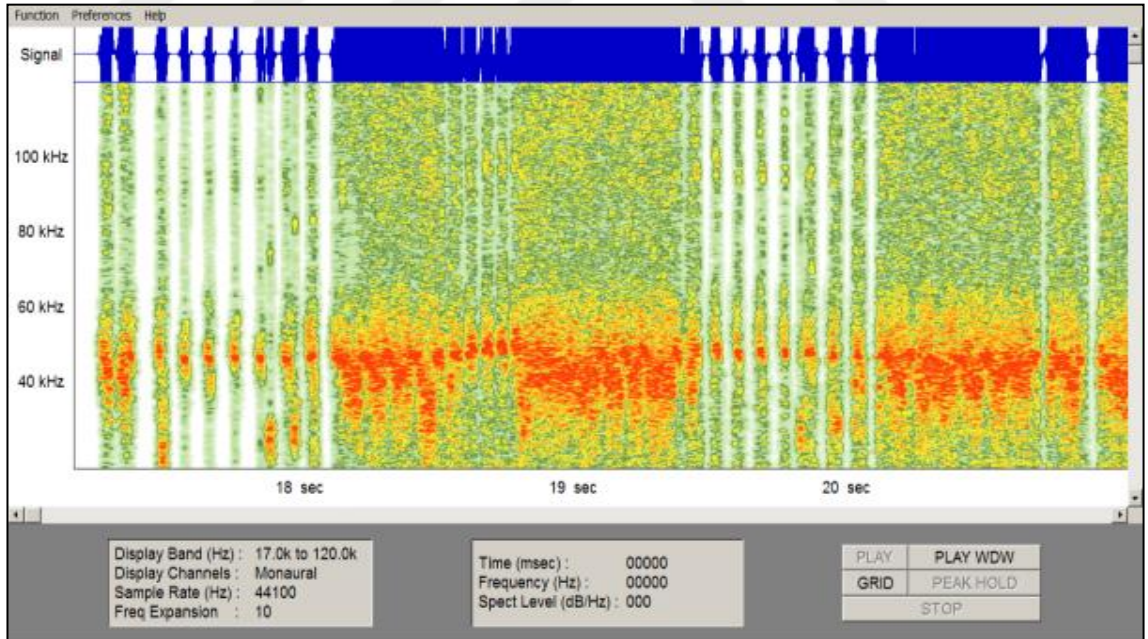 Function Preferences Help
Signal
100 kHz
80 kHz
60 kHz
40 kHz
18 sec 19 sec 20 sec
Display Band (Hz) : 17.0k to 120.0k
Display Channels : Monaural
Sample Rate (Hz) : 44100
Freq Expansion : 10
Time (msec) : 00000
Frequency (Hz) : 00000
Spect Level (dB/Hz) : 000
PLAY PLAY WDW
GRID PEAK HOLD
STOP